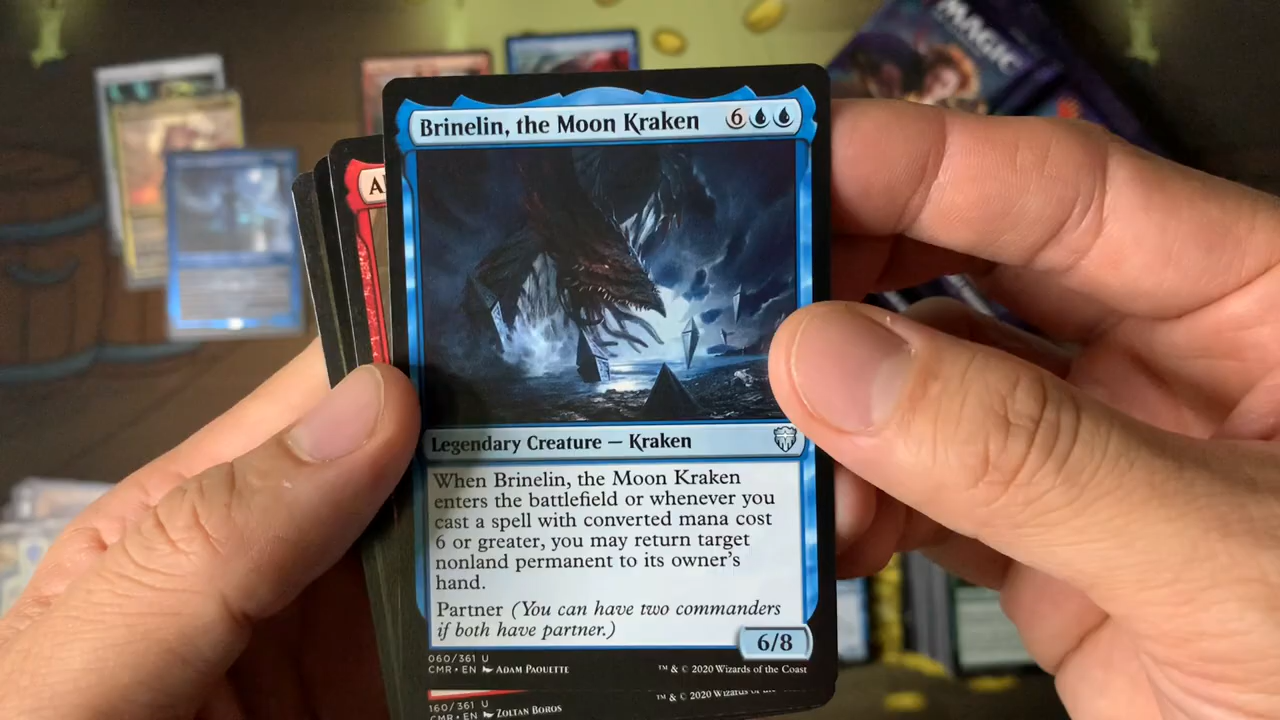 MAGIC
Brinelin, the Moon Kraken 6
A
Legendary Creature — Kraken
When Brinelin, the Moon Kraken
enters the battlefield or whenever you
cast a spell with converted mana cost
6 or greater, you may return target
nonland permanent to its owner's
hand.
Partner (You can have two commanders
if both have partner.)
6/8
060/361 U
CMR • EN ADAM PAQUETTE
™ & © 2020 Wizards of the Coast
160/361 U
CMR • EN ZOLTAN BOROS
™ & © 2020 Wizards